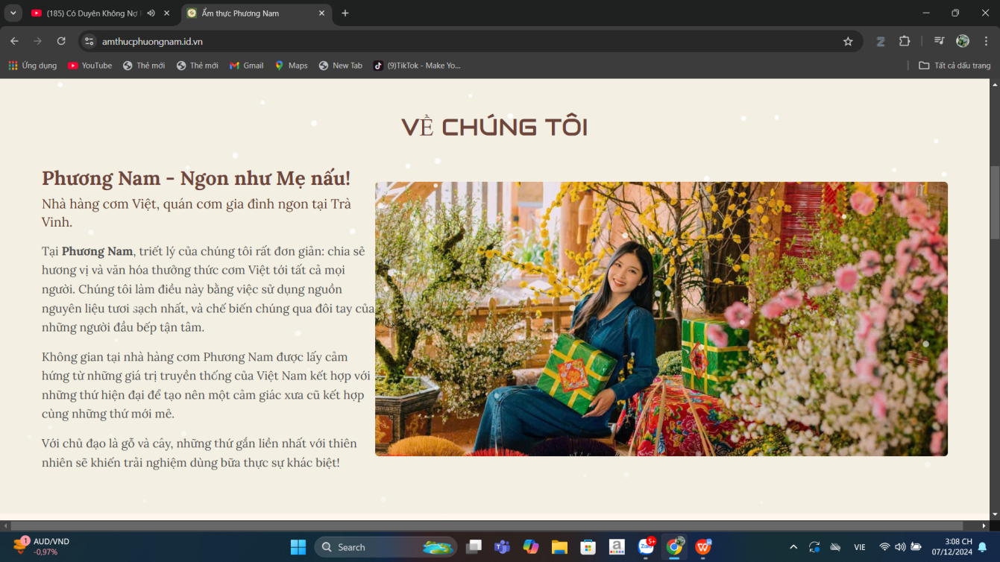 (185) Có Duyên Không Nợ
Ẩm thực Phương Nam
amthucphuongnam.id.vn
Ứng dụng
YouTube
Thẻ mới
Thẻ mới
Gmail
Maps
New Tab
(9)TikTok - Make Yo...
Tất cả dấu trang
VỀ CHÚNG TÔI
Phương Nam - Ngon như Mẹ nấu!
Nhà hàng cơm Việt, quán cơm gia đình ngon tại Trà
Vinh.
Tại Phương Nam, triết lý của chúng tôi rất đơn giản: chia sẻ
hương vị và văn hóa thưởng thức cơm Việt tới tất cả mọi
người. Chúng tôi làm điều này bằng việc sử dụng nguồn
nguyên liệu tươi sạch nhất, và chế biến chúng qua đôi tay của
những người đầu bếp tận tâm.
Không gian tại nhà hàng cơm Phương Nam được lấy cảm
hứng từ những giá trị truyền thống của Việt Nam kết hợp với
những thứ hiện đại để tạo nên một cảm giác xưa cũ kết hợp
cùng những thứ mới mẻ.
Với chủ đạo là gỗ và cây, những thứ gắn liền nhất với thiên
nhiên sẽ khiến trải nghiệm dùng bữa thực sự khác biệt!
1
AUD/VND
-0,97%
Search
5+
VIE
3:08 CH
07/12/2024